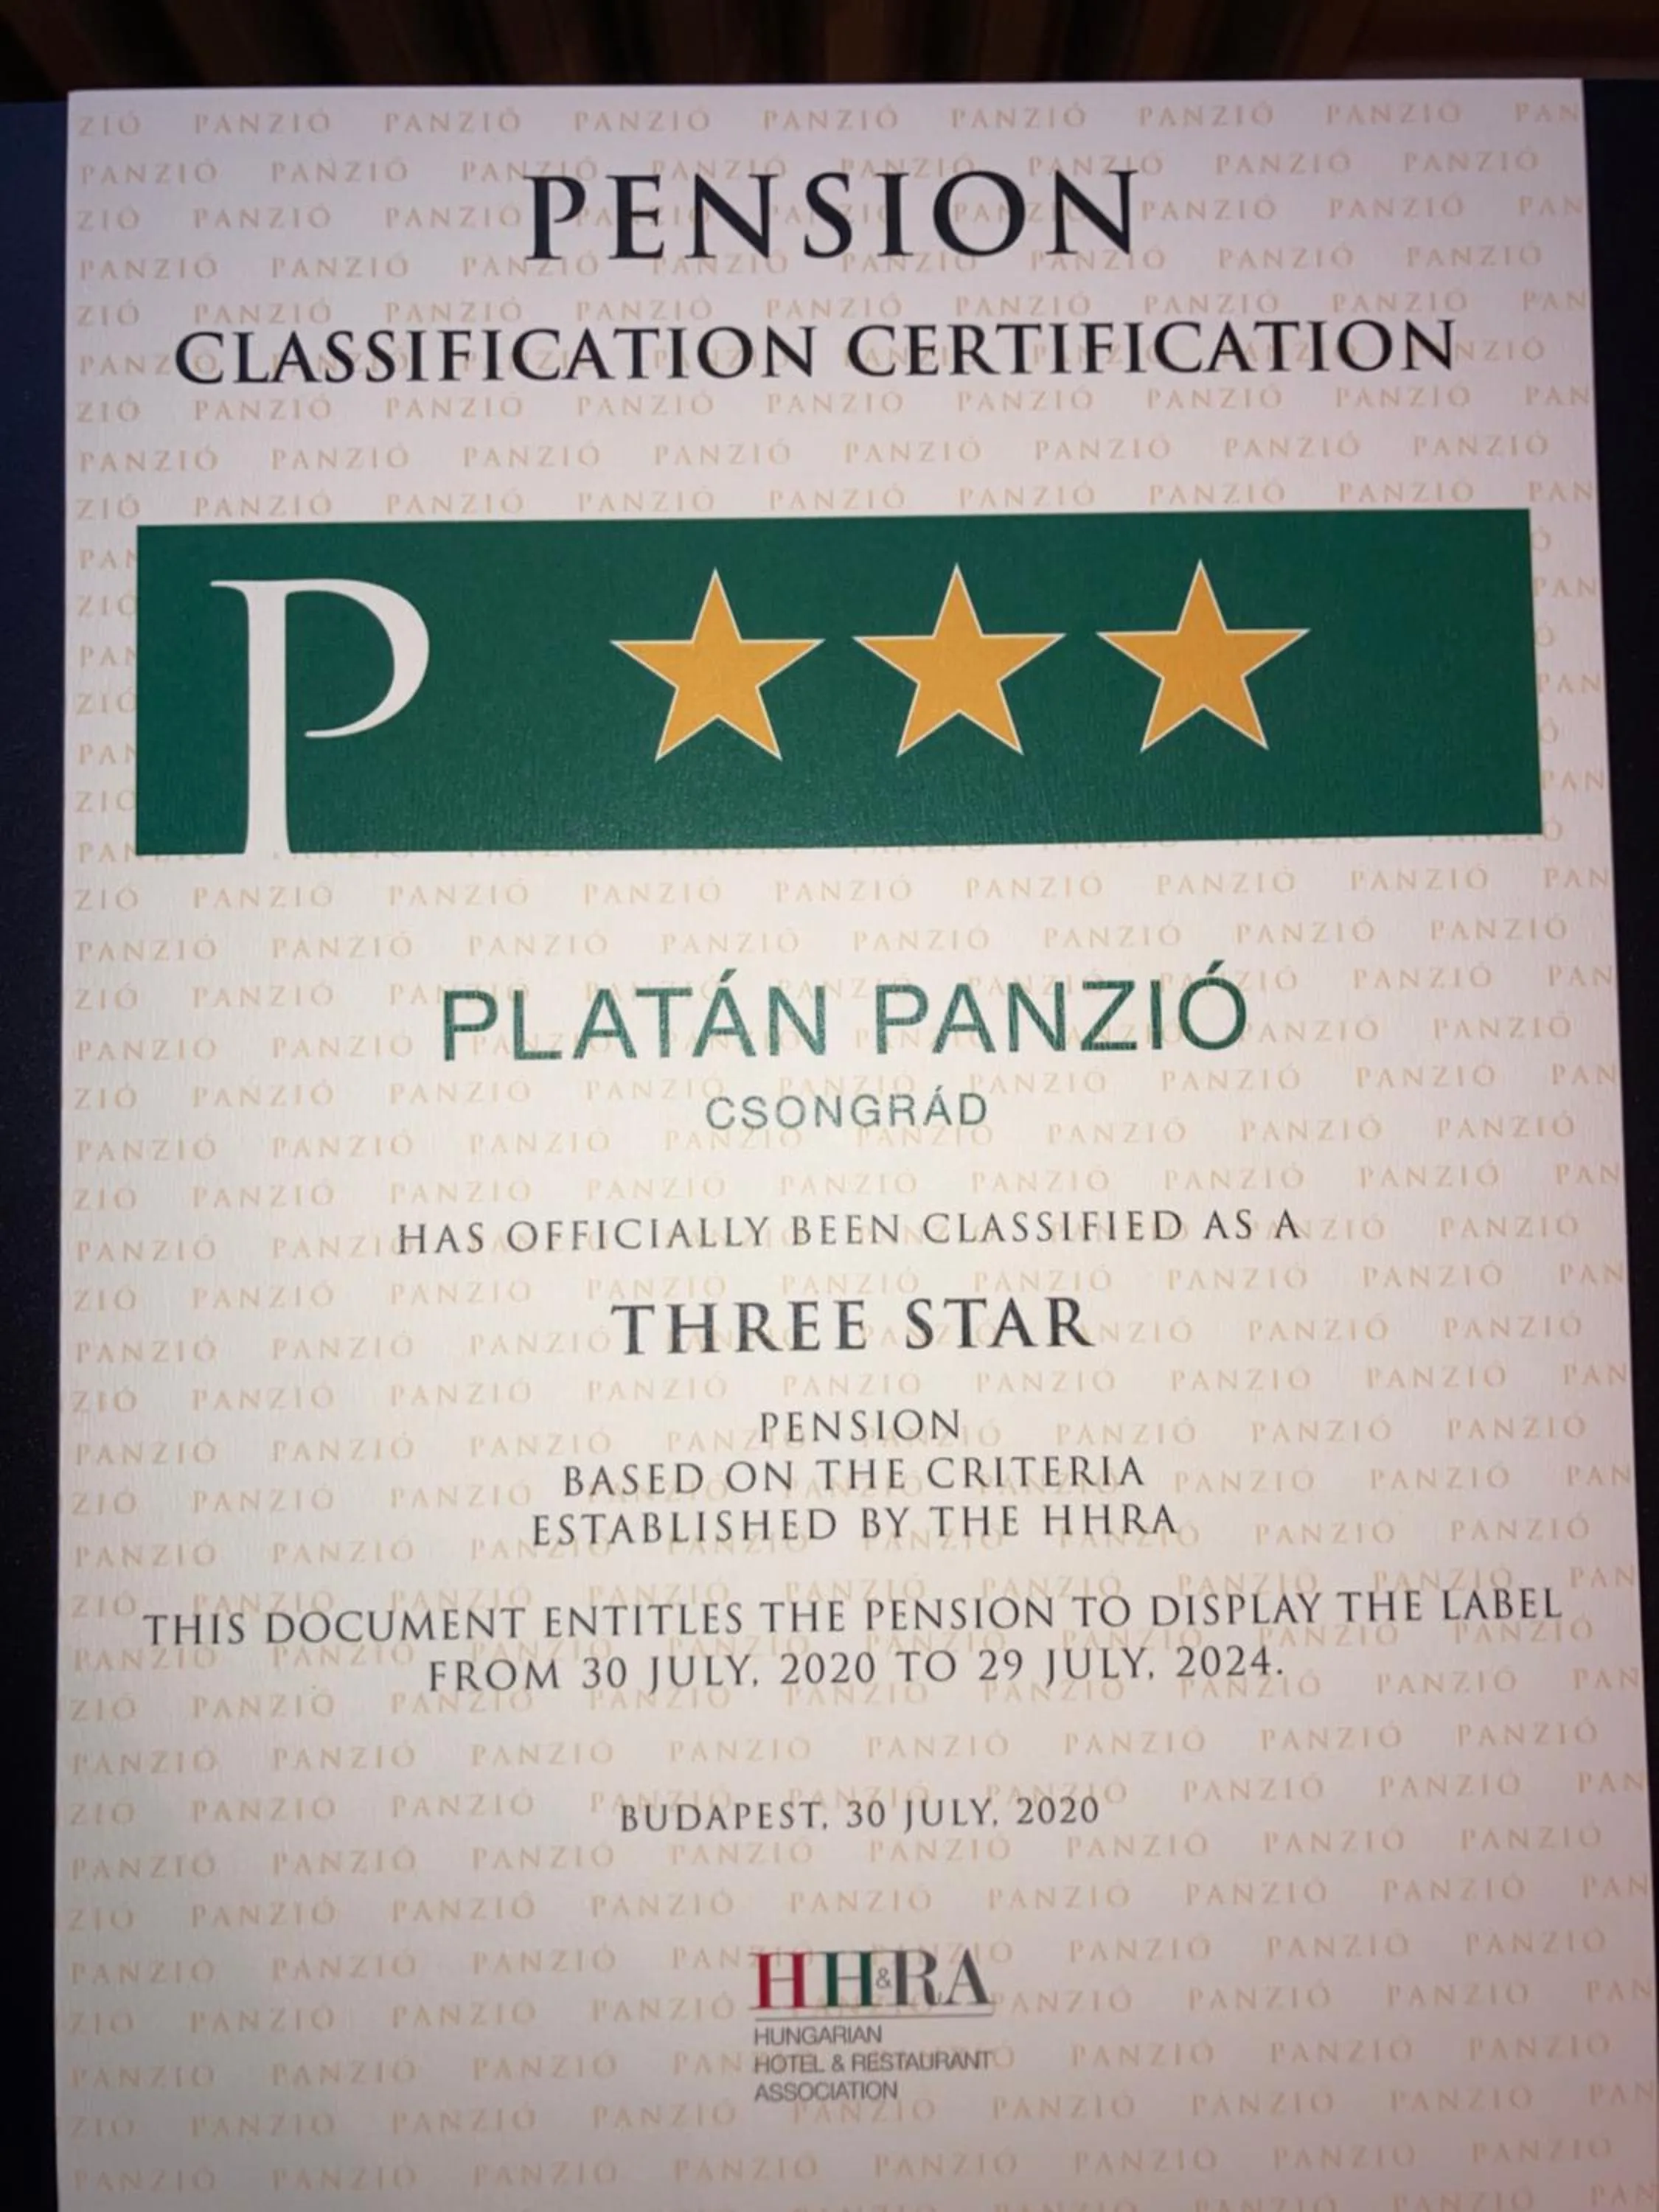 PENSION
CLASSIFICATION CERTIFICATION
P
PLATÁN PANZIÓ
CSONGRÁD
HAS OFFICIALLY BEEN CLASSIFIED AS A
THREE STAR
PENSION
BASED ON THE CRITERIA
ESTABLISHED BY THE HHRA
THIS DOCUMENT ENTITLES THE PENSION TO DISPLAY THE LABEL
FROM 30 JULY, 2020 TO 29 JULY, 2024.
BUDAPEST, 30 JULY, 2020
HH&RA
HUNGARIAN
HOTEL & RESTAURANT
ASSOCIATION